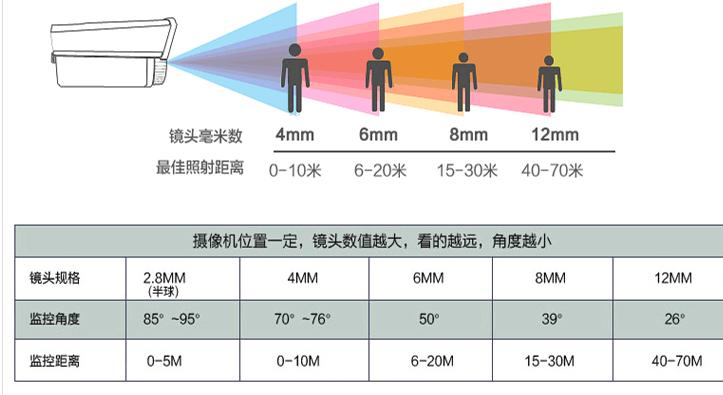 镜头毫米数 4mm 6mm 8mm 12mm
最佳照射距离 0-10米 6-20米 15-30米 40-70米
摄像机位置一定，镜头数值越大，看的越远，角度越小
镜头规格 2.8MM 4MM 6MM 8MM 12MM
(半球)
监控角度 85° ~95° 70° ~76° 50° 39° 26°
监控距离 0-5M 0-10M 6-20M 15-30M 40-70M